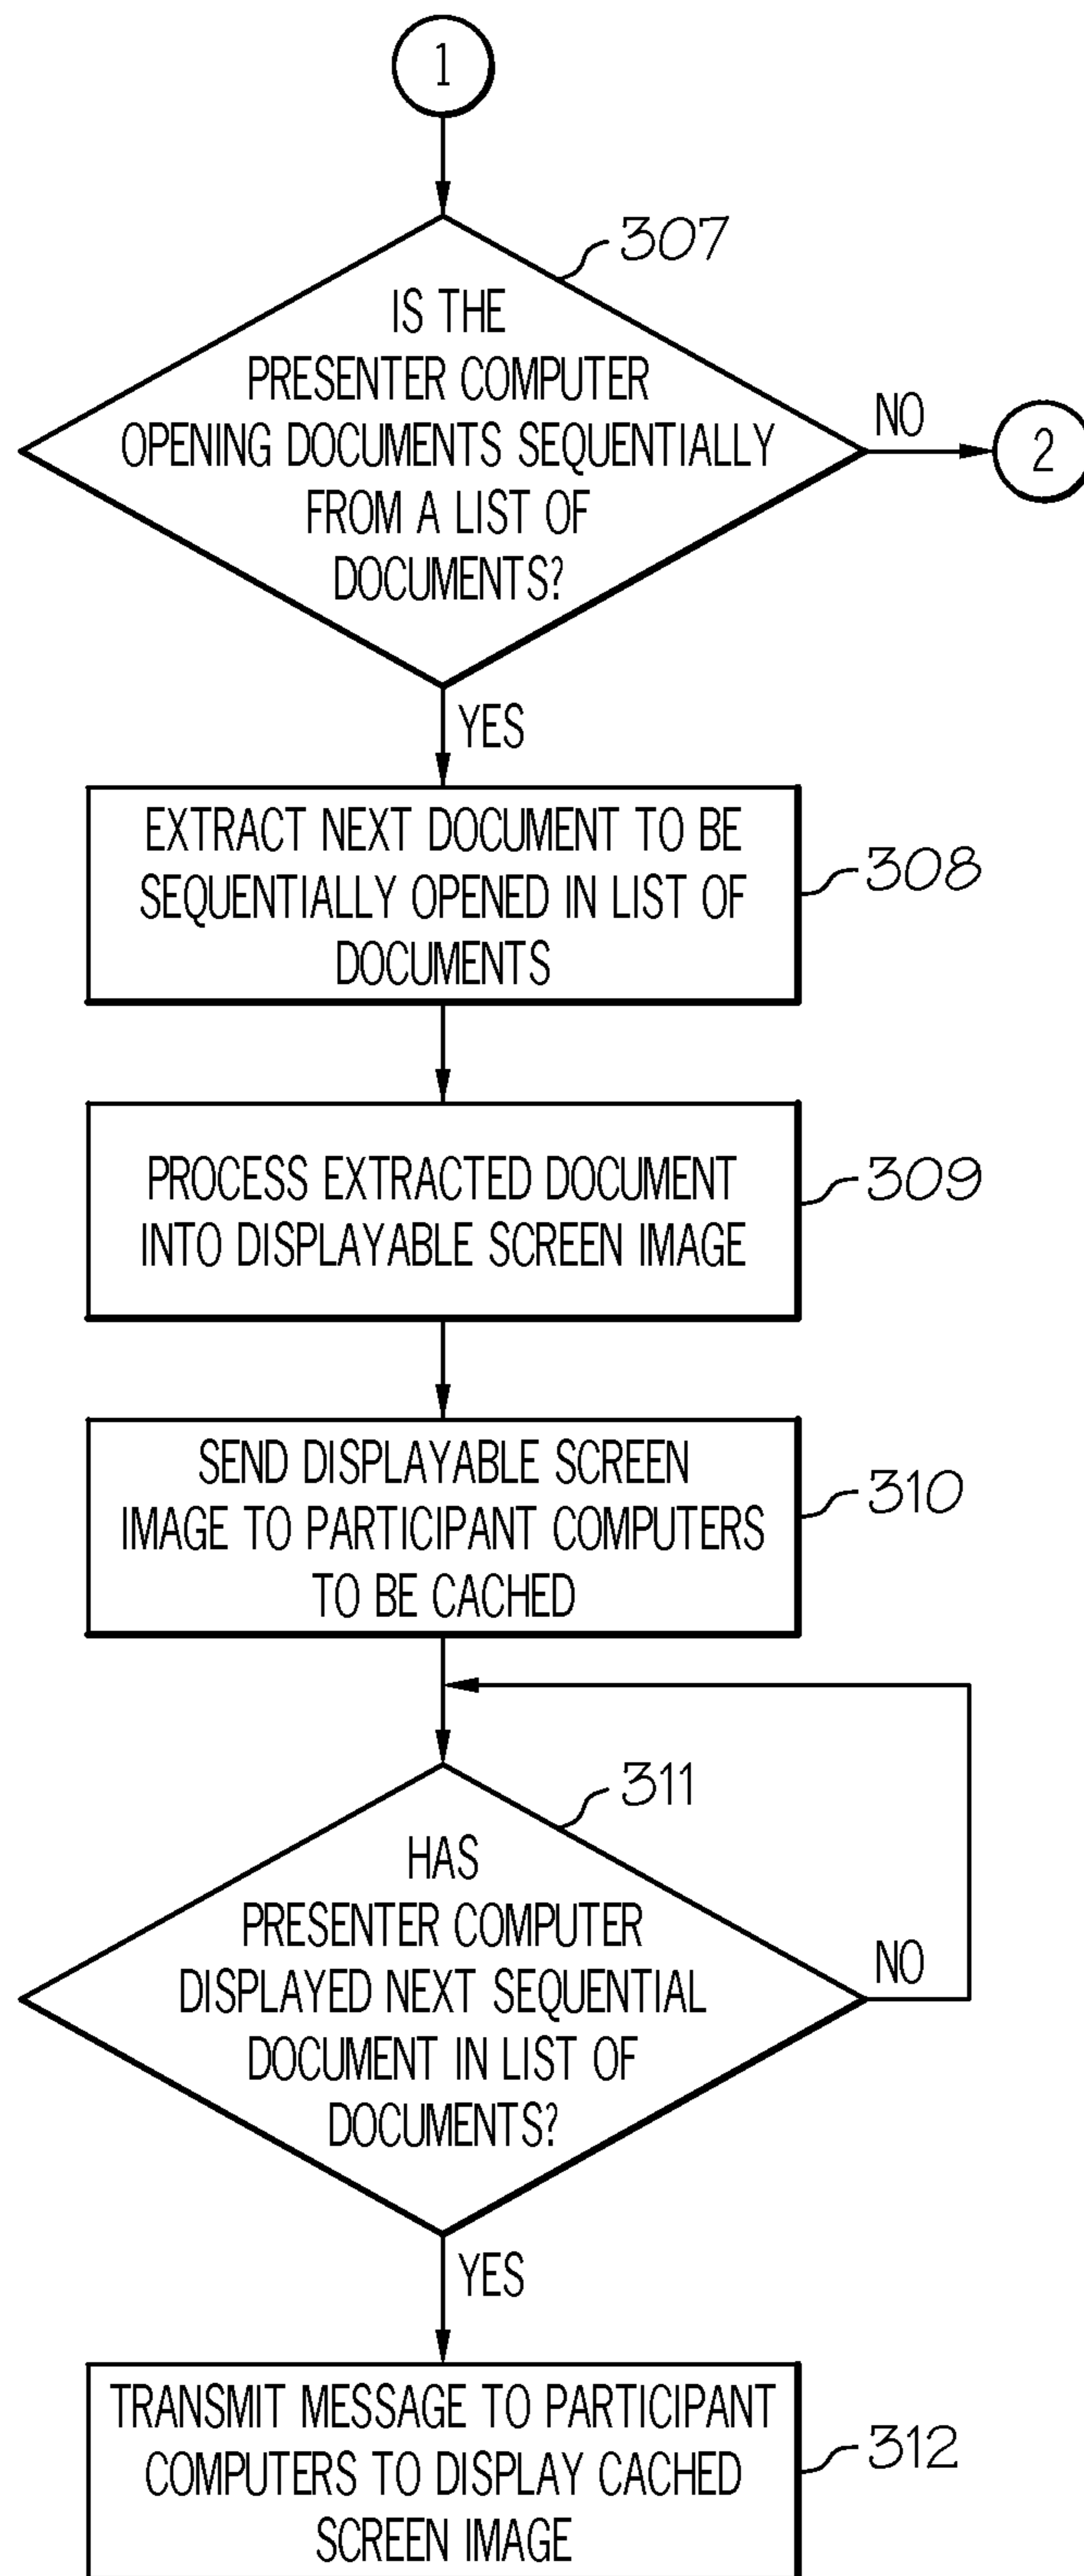 1
307
IS THE
PRESENTER COMPUTER
OPENING DOCUMENTS SEQUENTIALLY
FROM A LIST OF
DOCUMENTS?
NO
2
YES
EXTRACT NEXT DOCUMENT TO BE
SEQUENTIALLY OPENED IN LIST OF
DOCUMENTS
308
PROCESS EXTRACTED DOCUMENT
INTO DISPLAYABLE SCREEN IMAGE
309
SEND DISPLAYABLE SCREEN
IMAGE TO PARTICIPANT COMPUTERS
TO BE CACHED
310
311
HAS
PRESENTER COMPUTER
DISPLAYED NEXT SEQUENTIAL
DOCUMENT IN LIST OF
DOCUMENTS?
NO
YES
TRANSMIT MESSAGE TO PARTICIPANT
COMPUTERS TO DISPLAY CACHED
SCREEN IMAGE
312